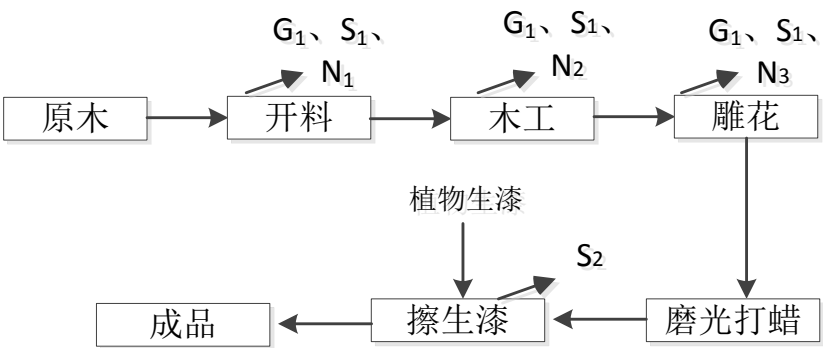 G₁、S₁、
N₁
G₁、S₁、
N₂
G₁、S₁、
N₃
原木
开料
木工
雕花
植物生漆
S₂
成品
擦生漆
磨光打蜡